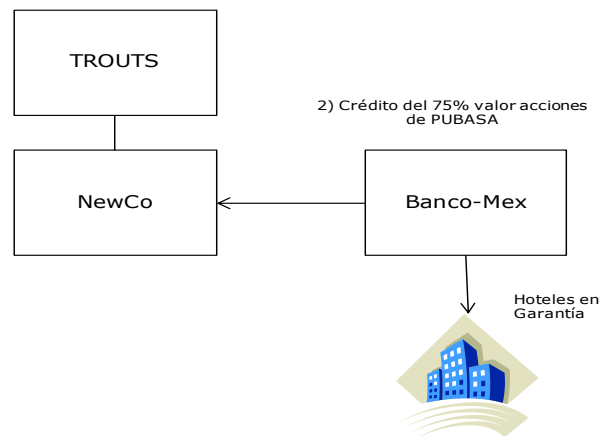 TROUTS
2) Crédito del 75% valor acciones
de PUBASA
NewCo
Banco-Mex
Hoteles en
Garantía